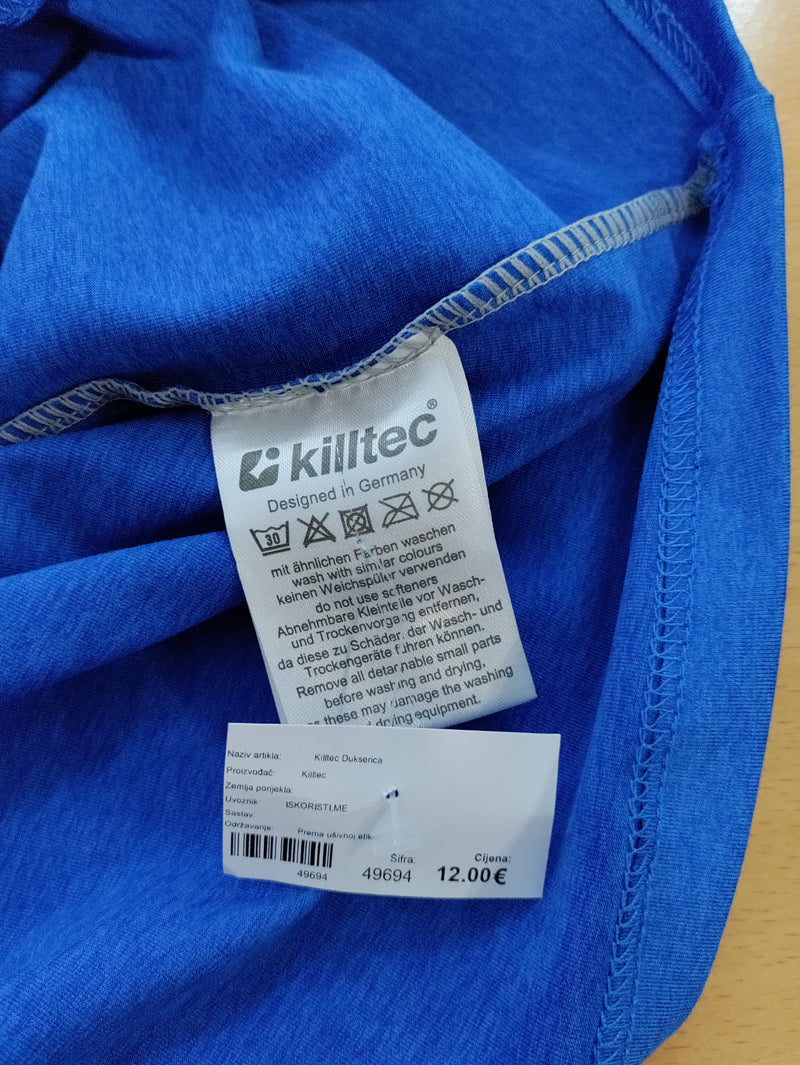 killtec®
Designed in Germany
30
mit ähnlichen Farben waschen
wash with similar colours
keinen Weichspüler verwenden
do not use softeners
Abnehmbare Kleinteile vor Wasch-
und Trockenvorgang entfernen,
da diese zu Schäden der Wasch- und
Trockengeräte führen können.
Remove all detachable small parts
before washing and drying,
as these may damage the washing
drying equipment.
Naziv artikla: Killtec Dukserica
Proizvođač: Killtec
Zemlja ponjekla:
Uvoznik: ISKORISTI.ME
Sastav:
Održavanje: Prema ušivnoj etik
49694
Šifra:
49694
Cijena:
12.00€